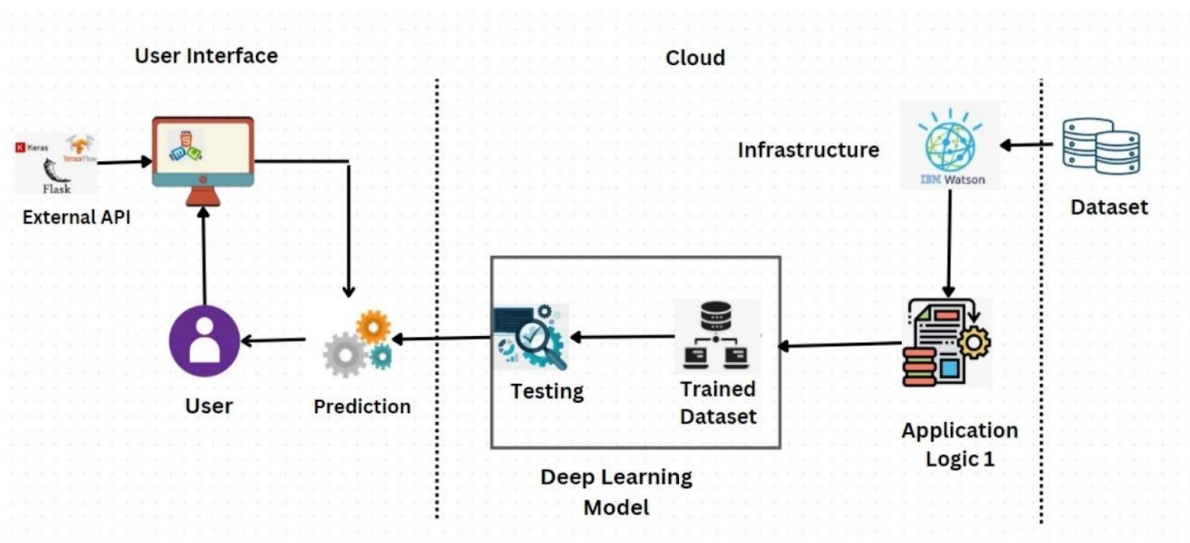 User Interface
Cloud
Keras
TensorFlow
Flask
External API
Infrastructure
IBM Watson
Dataset
User
Prediction
Testing
Trained
Dataset
Application
Logic 1
Deep Learning
Model